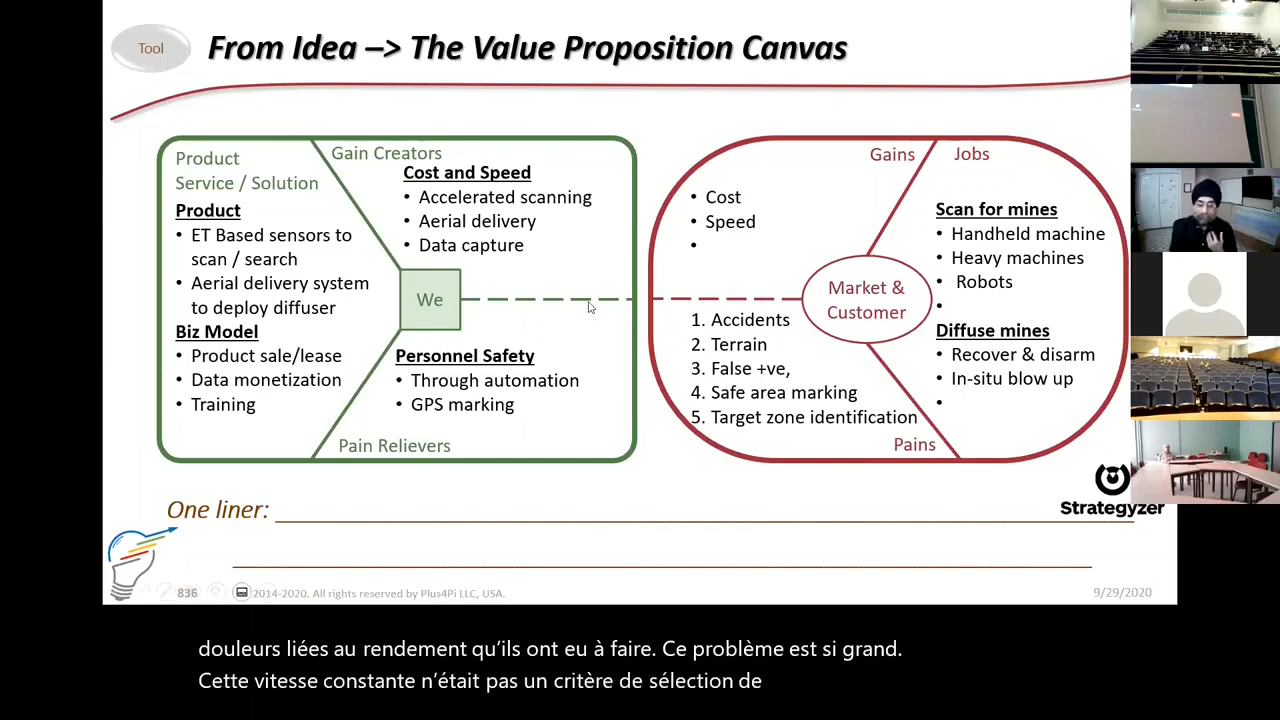 Tool
From Idea –> The Value Proposition Canvas
Product
Service / Solution
Product
• ET Based sensors to
scan / search
• Aerial delivery system
to deploy diffuser
Biz Model
• Product sale/lease
• Data monetization
• Training
Gain Creators
Cost and Speed
• Accelerated scanning
• Aerial delivery
• Data capture
We
Personnel Safety
• Through automation
• GPS marking
Pain Relievers
Gains
• Cost
• Speed
•
Market &
Customer
1. Accidents
2. Terrain
3. False +ve,
4. Safe area marking
5. Target zone identification
Pains
Jobs
Scan for mines
• Handheld machine
• Heavy machines
• Robots
•
Diffuse mines
• Recover & disarm
• In-situ blow up
•
Strategyzer
One liner:
836
2014-2020. All rights reserved by Plus4Pi LLC, USA.
9/29/2020
douleurs liées au rendement qu'ils ont eu à faire. Ce problème est si grand.
Cette vitesse constante n'était pas un critère de sélection de